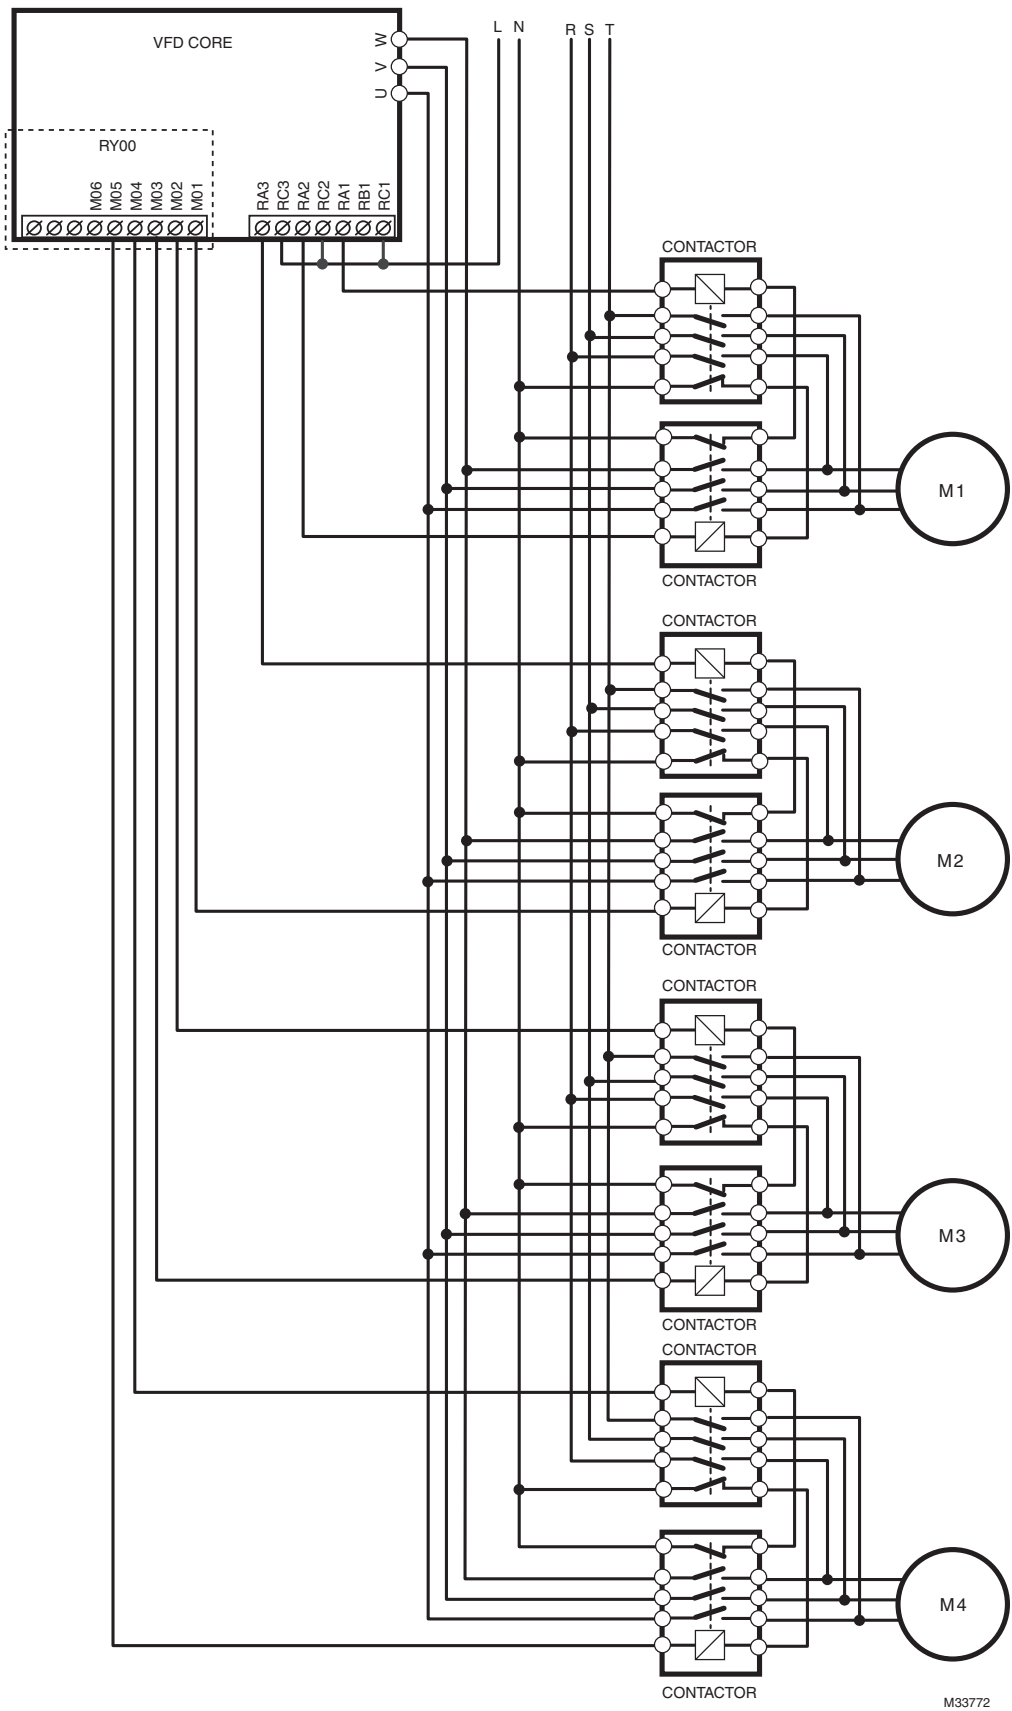 VFD CORE
W
V
U
L N
R S T
RY00
M06
M05
M04
M03
M02
M01
RA3
RC3
RA2
RC2
RA1
RB1
RC1
CONTACTOR
M1
CONTACTOR
CONTACTOR
M2
CONTACTOR
CONTACTOR
M3
CONTACTOR
CONTACTOR
M4
CONTACTOR
M33772